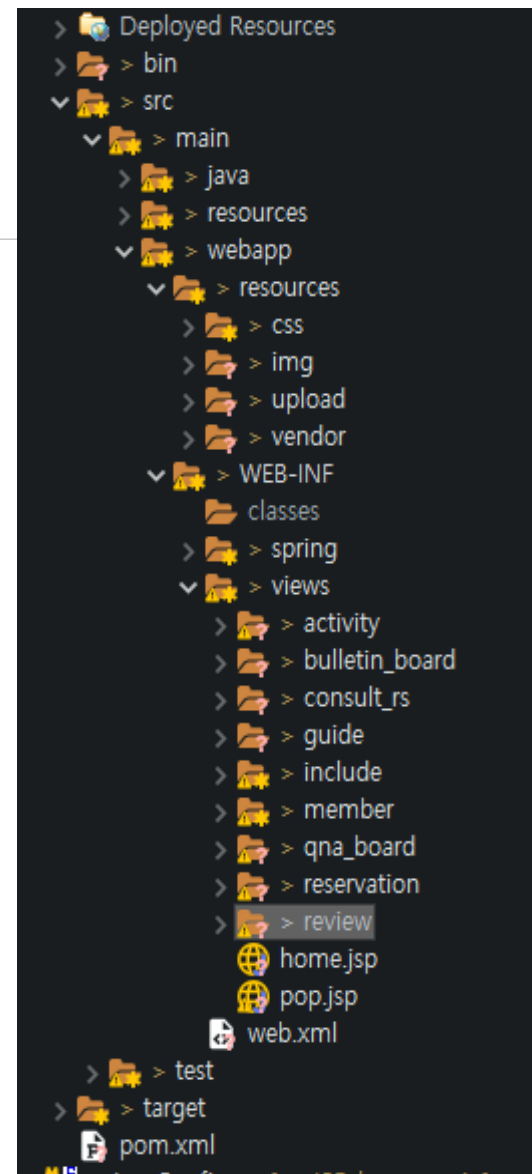 > Deployed Resources
> > bin
> src
> main
> > java
> > resources
> webapp
> resources
> > css
> > img
> > upload
> > vendor
> WEB-INF
classes
> > spring
> views
> > activity
> > bulletin_board
> > consult_rs
> > guide
> > include
> > member
> > qna_board
> > reservation
> > review
home.jsp
pop.jsp
web.xml
> > test
> > target
pom.xml